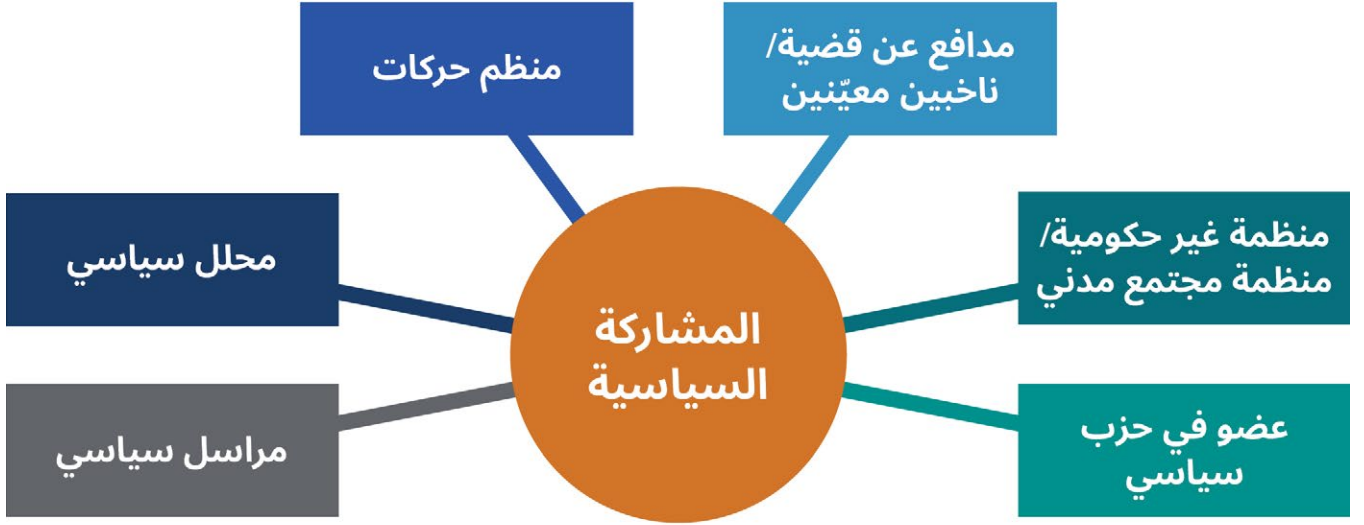 مدافع عن قضية/
ناخبين معيّنين
منظم حركات
منظمة غير حكومية/
منظمة مجتمع مدني
محلل سياسي
المشاركة
السياسية
عضو في حزب
سياسي
مراسل سياسي